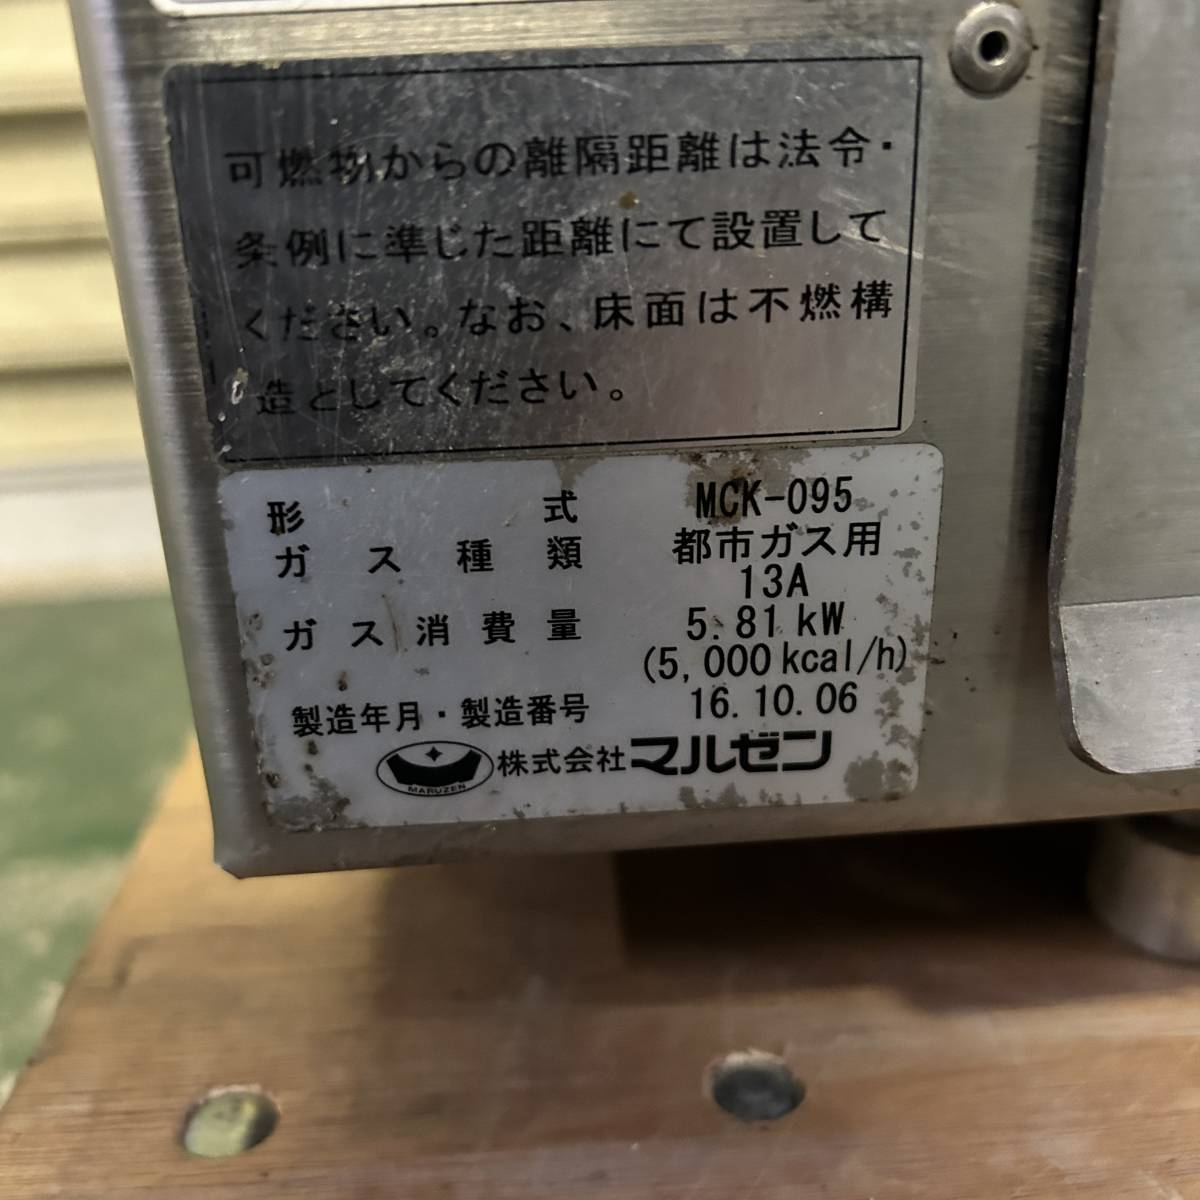 可燃物からの離隔距離は法令・
条例に準じた距離にて設置して
ください。なお、床面は不燃構
造としてください。
形式 MCK-095
ガス種類 都市ガス用
13A
ガス消費量 5.81kW
(5,000kcal/h)
製造年月・製造番号 16.10.06
MARUZEN 株式会社マルゼン